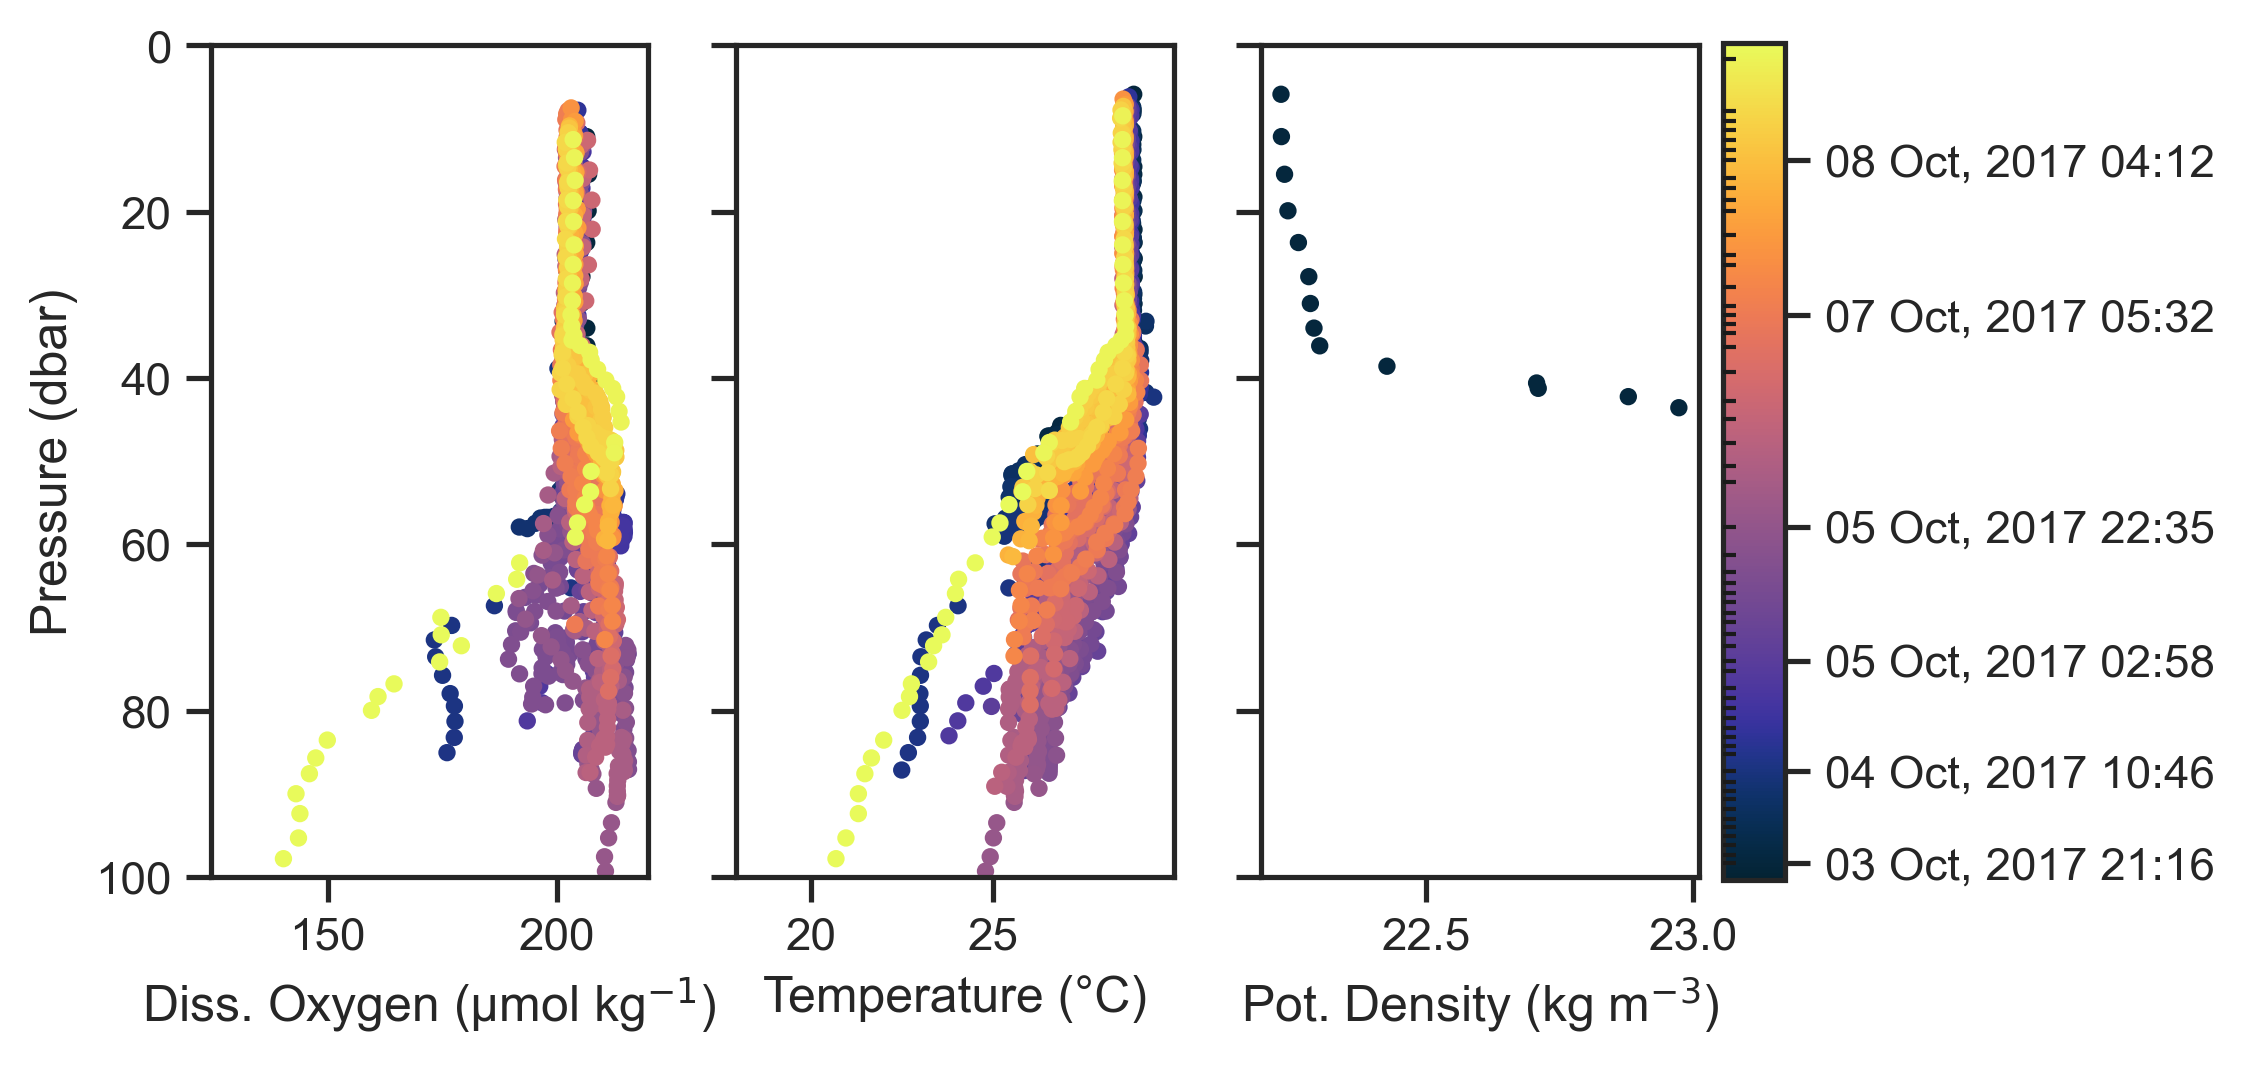 0
20
40
60
80
100
Pressure (dbar)
150 200
Diss. Oxygen (µmol kg⁻¹)
20 25
Temperature (°C)
22.5 23.0
Pot. Density (kg m⁻³)
08 Oct, 2017 04:12
07 Oct, 2017 05:32
05 Oct, 2017 22:35
05 Oct, 2017 02:58
04 Oct, 2017 10:46
03 Oct, 2017 21:16